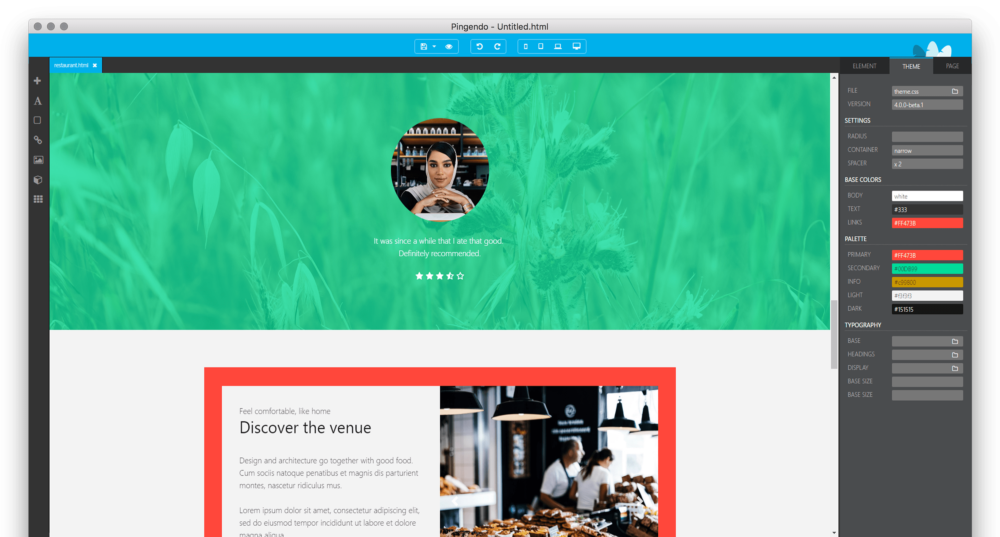 Pingendo - Untitled.html
restaurant.html
ELEMENT
THEME
PAGE
FILE theme.css
VERSION 4.0.0-beta.1
SETTINGS
RADIUS
CONTAINER narrow
SPACER x 2
BASE COLORS
BODY white
TEXT #333
LINKS #FF473B
PALETTE
PRIMARY #FF473B
SECONDARY #00DB99
INFO #c99800
LIGHT #f3f3f3
DARK #151515
TYPOGRAPHY
BASE
HEADINGS
DISPLAY
BASE SIZE
BASE SIZE
It was since a while that I ate that good.
Definitely recommended.
Feel comfortable, like home
Discover the venue
Design and architecture go together with good food.
Cum sociis natoque penatibus et magnis dis parturient
montes, nascetur ridiculus mus.
Lorem ipsum dolor sit amet, consectetur adipiscing elit,
sed do eiusmod tempor incididunt ut labore et dolore
magna aliqua